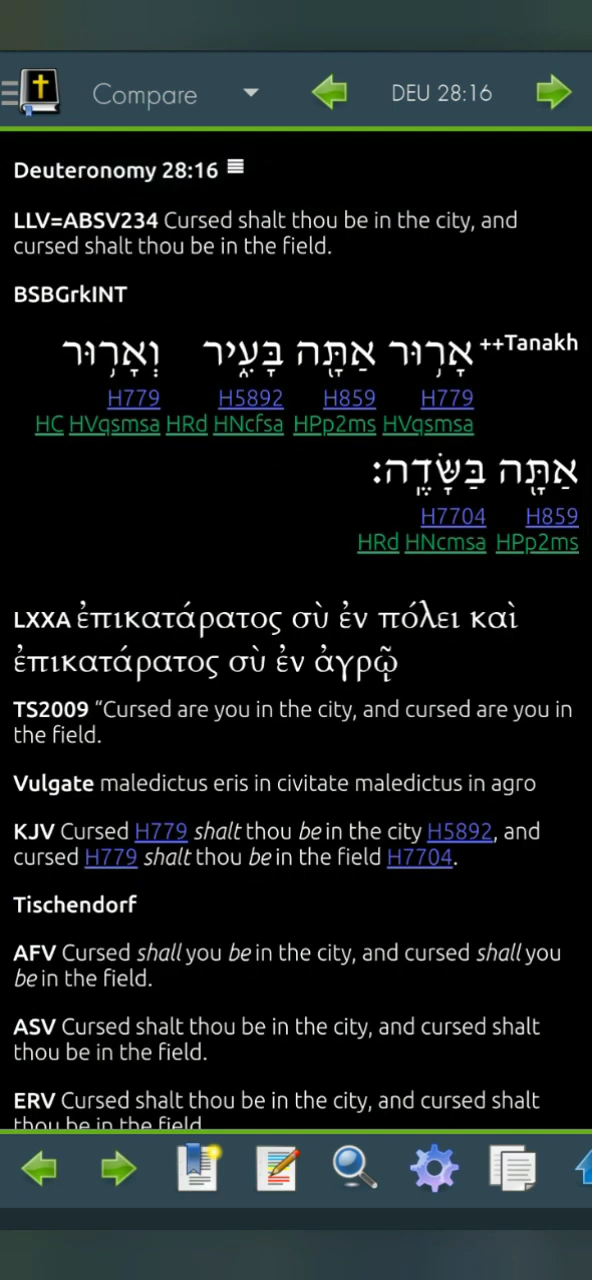 Compare
DEU 28:16
Deuteronomy 28:16
LLV=ABSV234 Cursed shalt thou be in the city, and
cursed shalt thou be in the field.
BSBGrkINT
++Tanakh אָר֥וּר אַתָּ֖ה בָּעִ֑יר וְאָר֥וּר
H779 H859 H5892 H779
HVqsmsa HPp2ms HRd HNcfsa HC HVqsmsa
אַתָּ֖ה בַּשָּׂדֶֽה׃
H859 H7704
HPp2ms HRd HNcmsa
LXXA ἐπικατάρατος σὺ ἐν πόλει καὶ
ἐπικατάρατος σὺ ἐν ἀγρῷ
TS2009 “Cursed are you in the city, and cursed are you in
the field.
Vulgate maledictus eris in civitate maledictus in agro
KJV Cursed H779 shalt thou be in the city H5892, and
cursed H779 shalt thou be in the field H7704.
Tischendorf
AFV Cursed shall you be in the city, and cursed shall you
be in the field.
ASV Cursed shalt thou be in the city, and cursed shalt
thou be in the field.
ERV Cursed shalt thou be in the city, and cursed shalt
thou be in the field